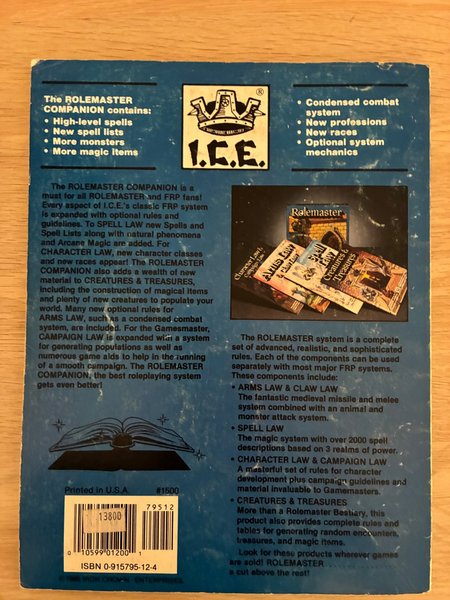 The ROLEMASTER
COMPANION contains:
• High-level spells
• New spell lists
• More monsters
• More magic items
®
I.C.E.
• Condensed combat
system
• New professions
• New races
• Optional system
mechanics
The ROLEMASTER COMPANION is a
must for all ROLEMASTER and FRP fans!
Every aspect of I.C.E.'s classic FRP system
is expanded with optional rules and
guidelines. To SPELL LAW new Spells and
Spell Lists along with natural phenomena
and Arcane Magic are added. For
CHARACTER LAW, new character classes
and new races appear! The ROLEMASTER
COMPANION also adds a wealth of new
material to CREATURES & TREASURES,
including the construction of magical items
and plenty of new creatures to populate your
world. Many new optional rules for
ARMS LAW, such as a condensed combat
system, are included. For the Gamesmaster,
CAMPAIGN LAW is expanded with a system
for generating populations as well as
numerous game aids to help in the running
of a smooth campaign. The ROLEMASTER
COMPANION; the best roleplaying system
gets even better!
Rolemaster
Character Law &
Arms Law
Spell
Law
Creatures &
Treasures
The ROLEMASTER system is a complete
set of advanced, realistic, and sophisticated
rules. Each of the components can be used
separately with most major FRP systems.
These components include:
• ARMS LAW & CLAW LAW
The fantastic medieval missile and melee
system combined with an animal and
monster attack system.
• SPELL LAW
The magic system with over 2000 spell
descriptions based on 3 realms of power.
• CHARACTER LAW & CAMPAIGN LAW
A masterful set of rules for character
development plus campaign guidelines and
material invaluable to Gamesmasters.
• CREATURES & TREASURES
More than a Rolemaster Bestiary, this
product also provides complete rules and
tables for generating random encounters,
treasures, and magic items.
Look for these products wherever games
are sold! ROLEMASTER ..............
a cut above the rest!
Printed in U.S.A. #1500
79512
13800
0 10599 01200 1
ISBN 0-915795-12-4
© 1986 IRON CROWN ENTERPRISES